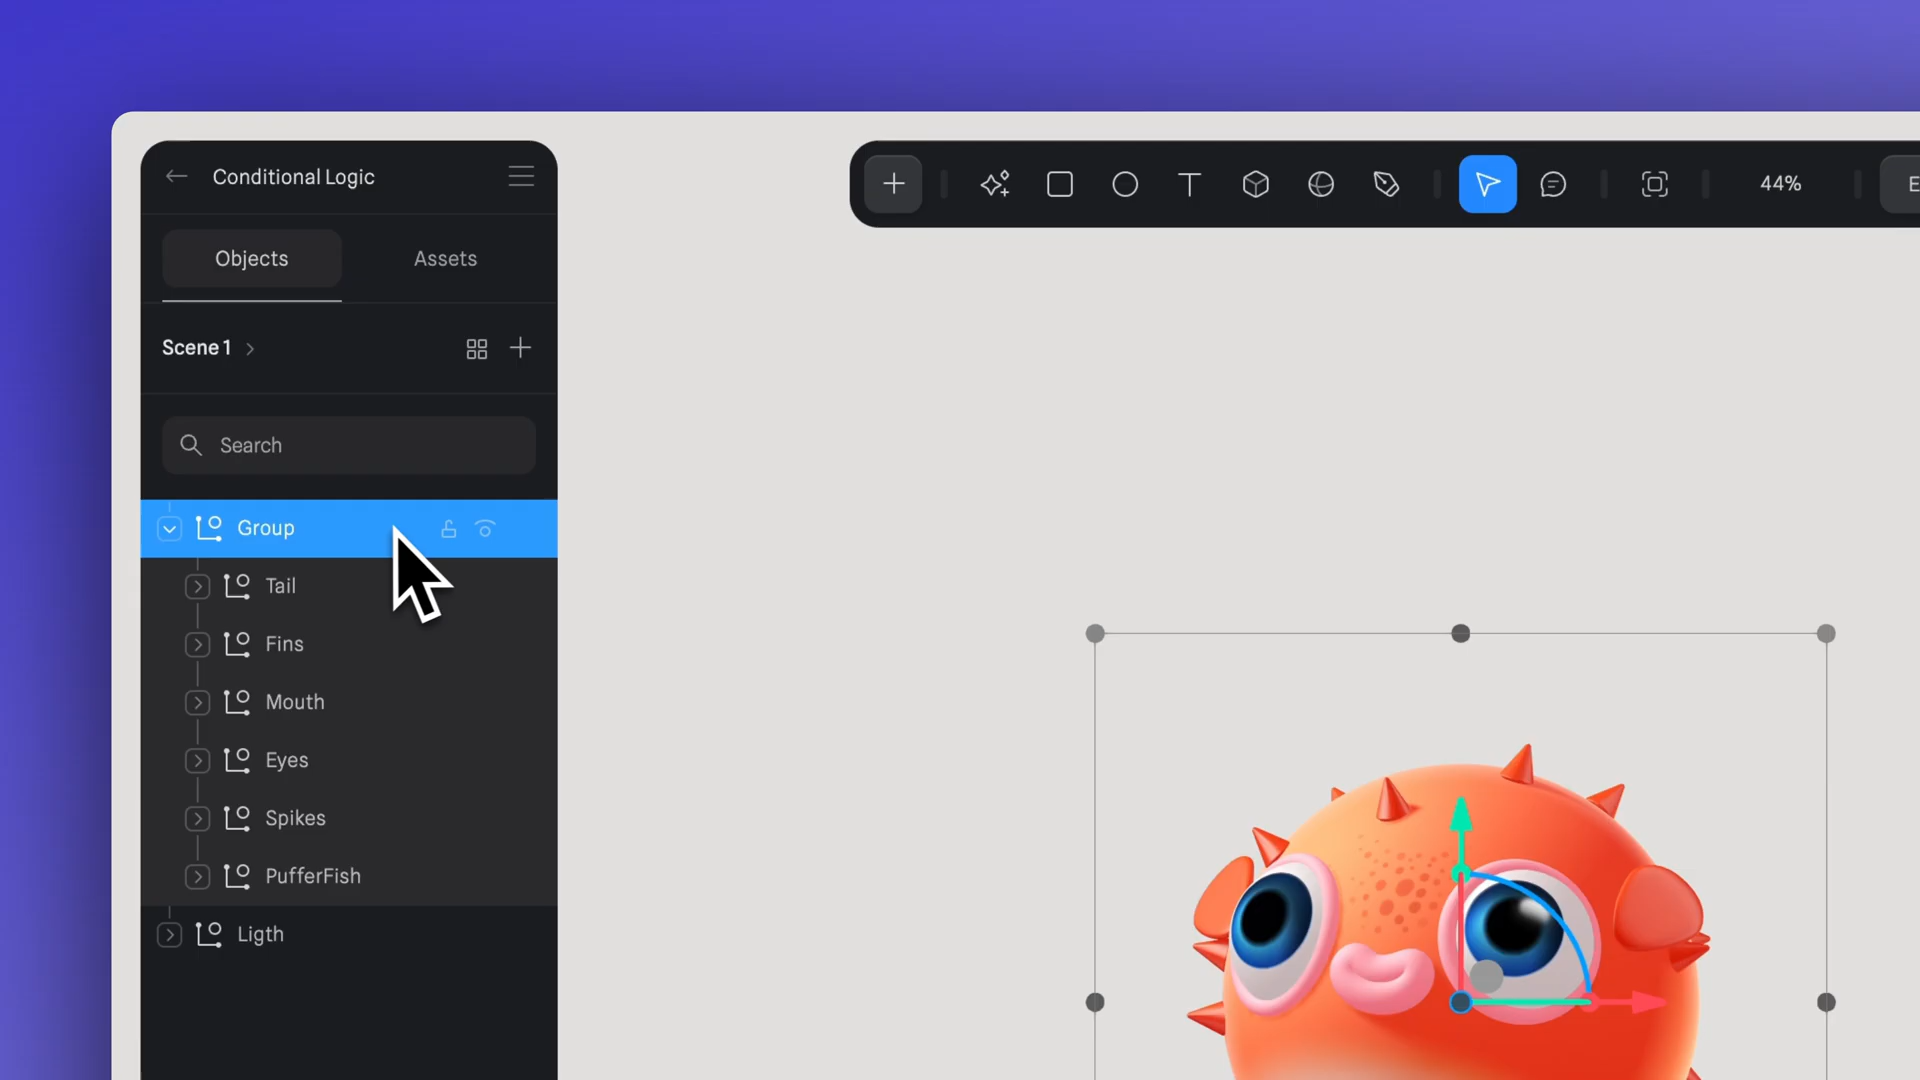 Conditional Logic
44%
E
Objects
Assets
Scene 1
Search
Group
Tail
Fins
Mouth
Eyes
Spikes
PufferFish
Ligth